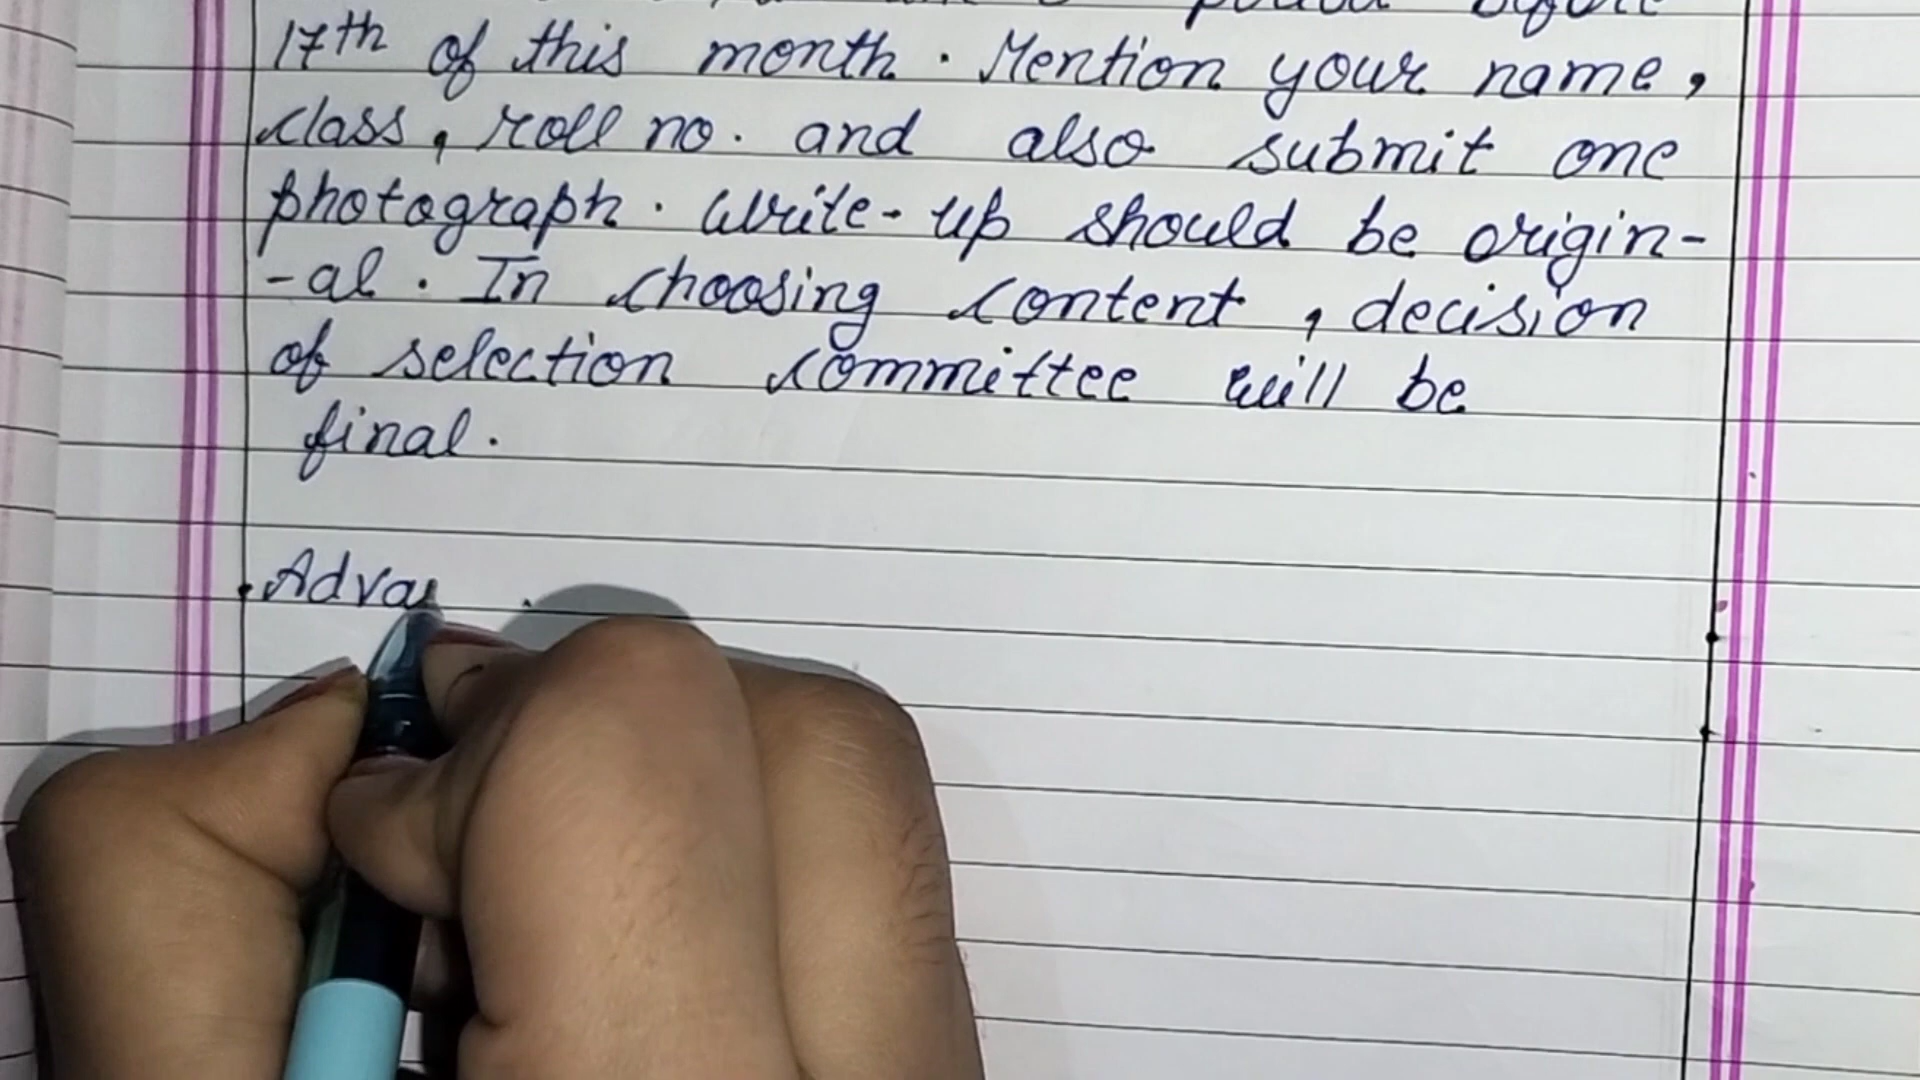 before
17th of this month. Mention your name,
class, roll no. and also submit one
photograph. Write-up should be origin-
-al. In choosing content, decision
of selection committee will be
final.
Adva